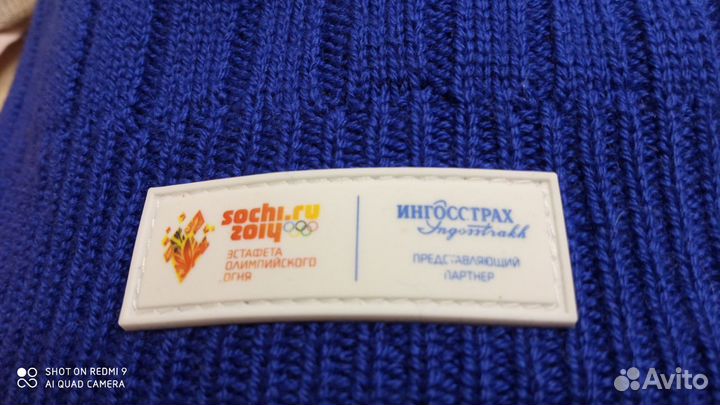 sochi.ru
2014
ЭСТАФЕТА
ОЛИМПИЙСКОГО
ОГНЯ
ИНГОССТРАХ
Ingosstrakh
ПРЕДСТАВЛЯЮЩИЙ
ПАРТНЕР
SHOT ON REDMI 9
AI QUAD CAMERA
Avito